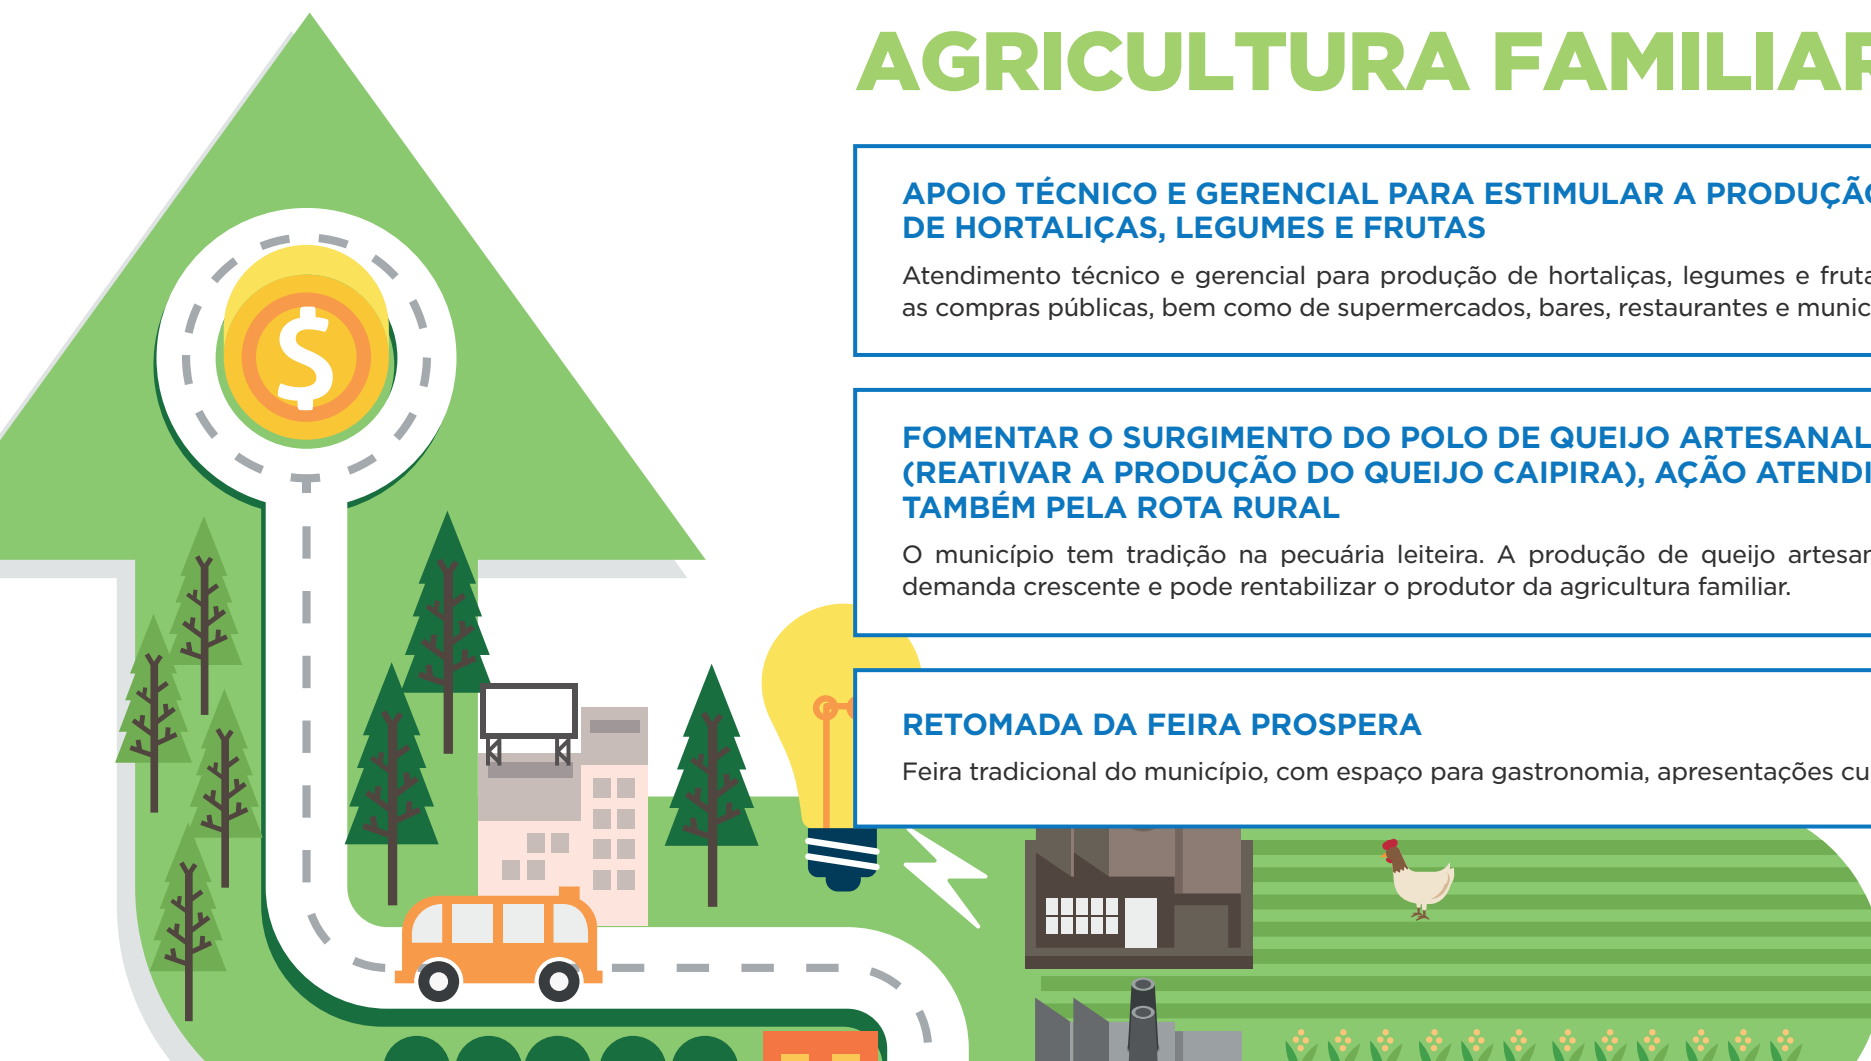 AGRICULTURA FAMILIAR
APOIO TÉCNICO E GERENCIAL PARA ESTIMULAR A PRODUÇÃO
DE HORTALIÇAS, LEGUMES E FRUTAS
Atendimento técnico e gerencial para produção de hortaliças, legumes e fruta
as compras públicas, bem como de supermercados, bares, restaurantes e munic
FOMENTAR O SURGIMENTO DO POLO DE QUEIJO ARTESANAL
(REATIVAR A PRODUÇÃO DO QUEIJO CAIPIRA), AÇÃO ATENDI
TAMBÉM PELA ROTA RURAL
O município tem tradição na pecuária leiteira. A produção de queijo artesan
demanda crescente e pode rentabilizar o produtor da agricultura familiar.
RETOMADA DA FEIRA PROSPERA
Feira tradicional do município, com espaço para gastronomia, apresentações cu
$